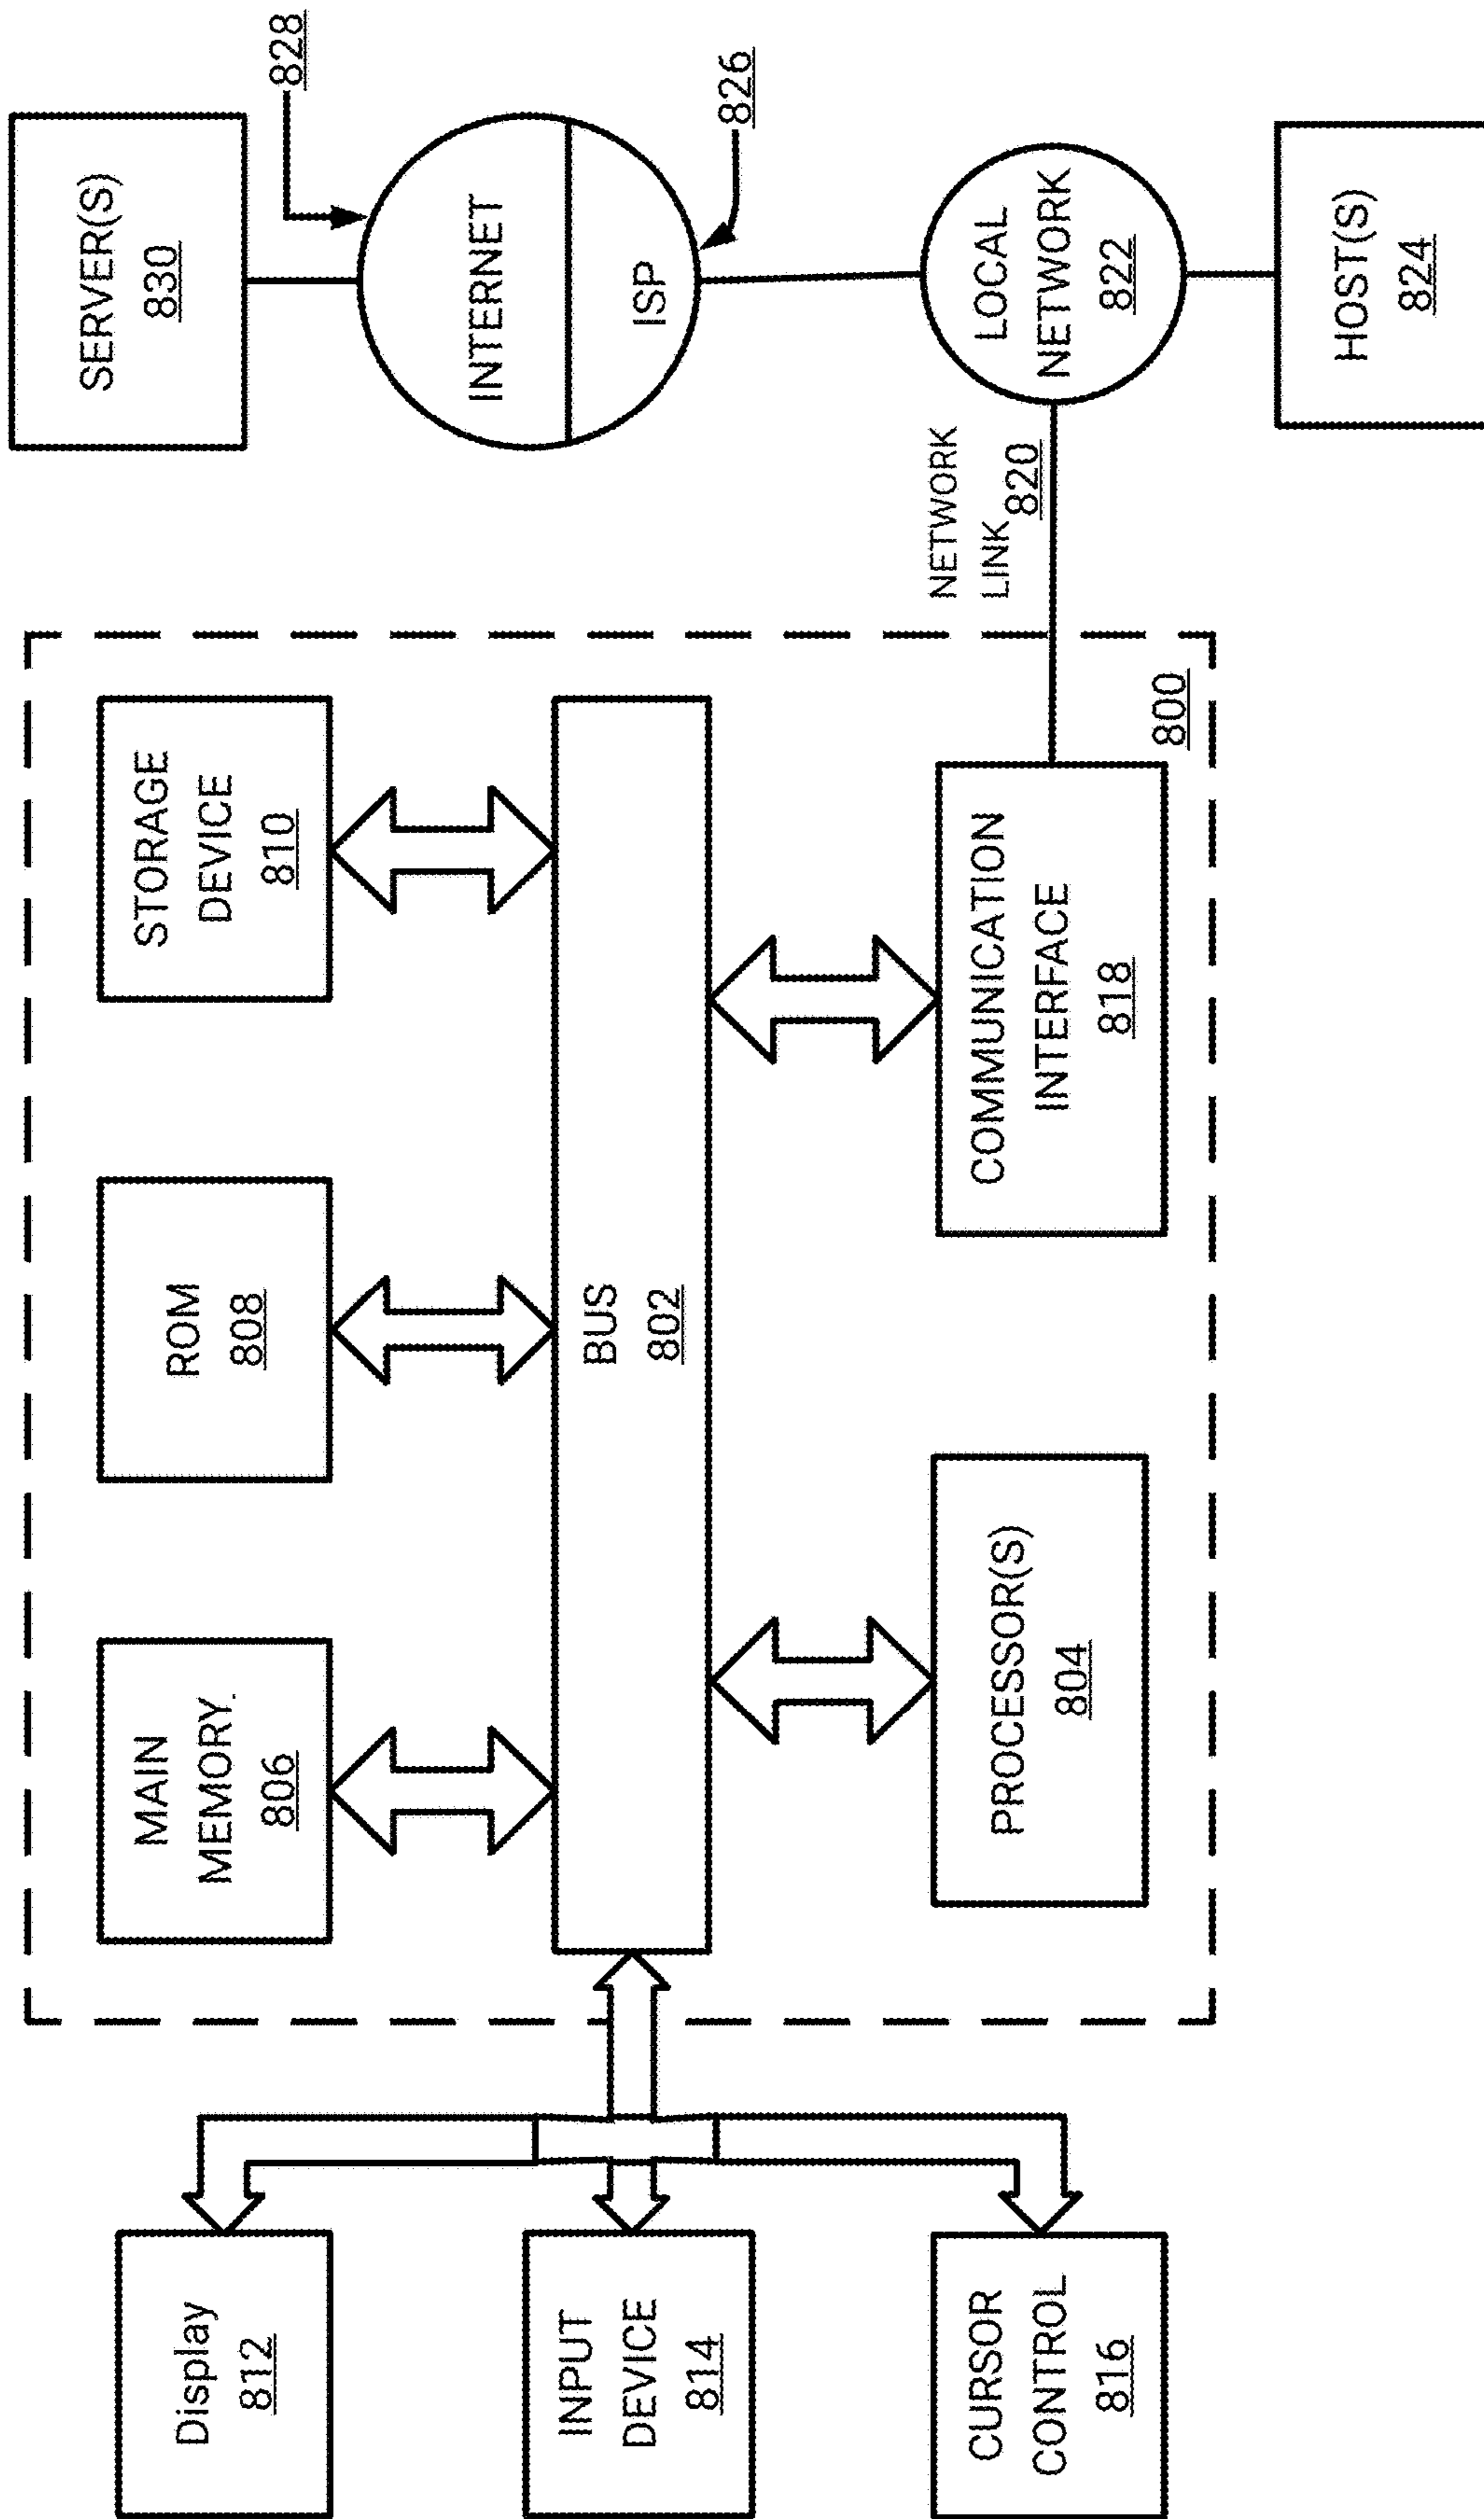 Display
812
INPUT
DEVICE
814
CURSOR
CONTROL
816
MAIN
MEMORY.
806
ROM
808
STORAGE
DEVICE
810
BUS
802
PROCESSOR(S)
804
COMMUNICATION
INTERFACE
818
800
NETWORK
LINK
820
SERVER(S)
830
828
INTERNET
ISP
826
LOCAL
NETWORK
822
HOST(S)
824